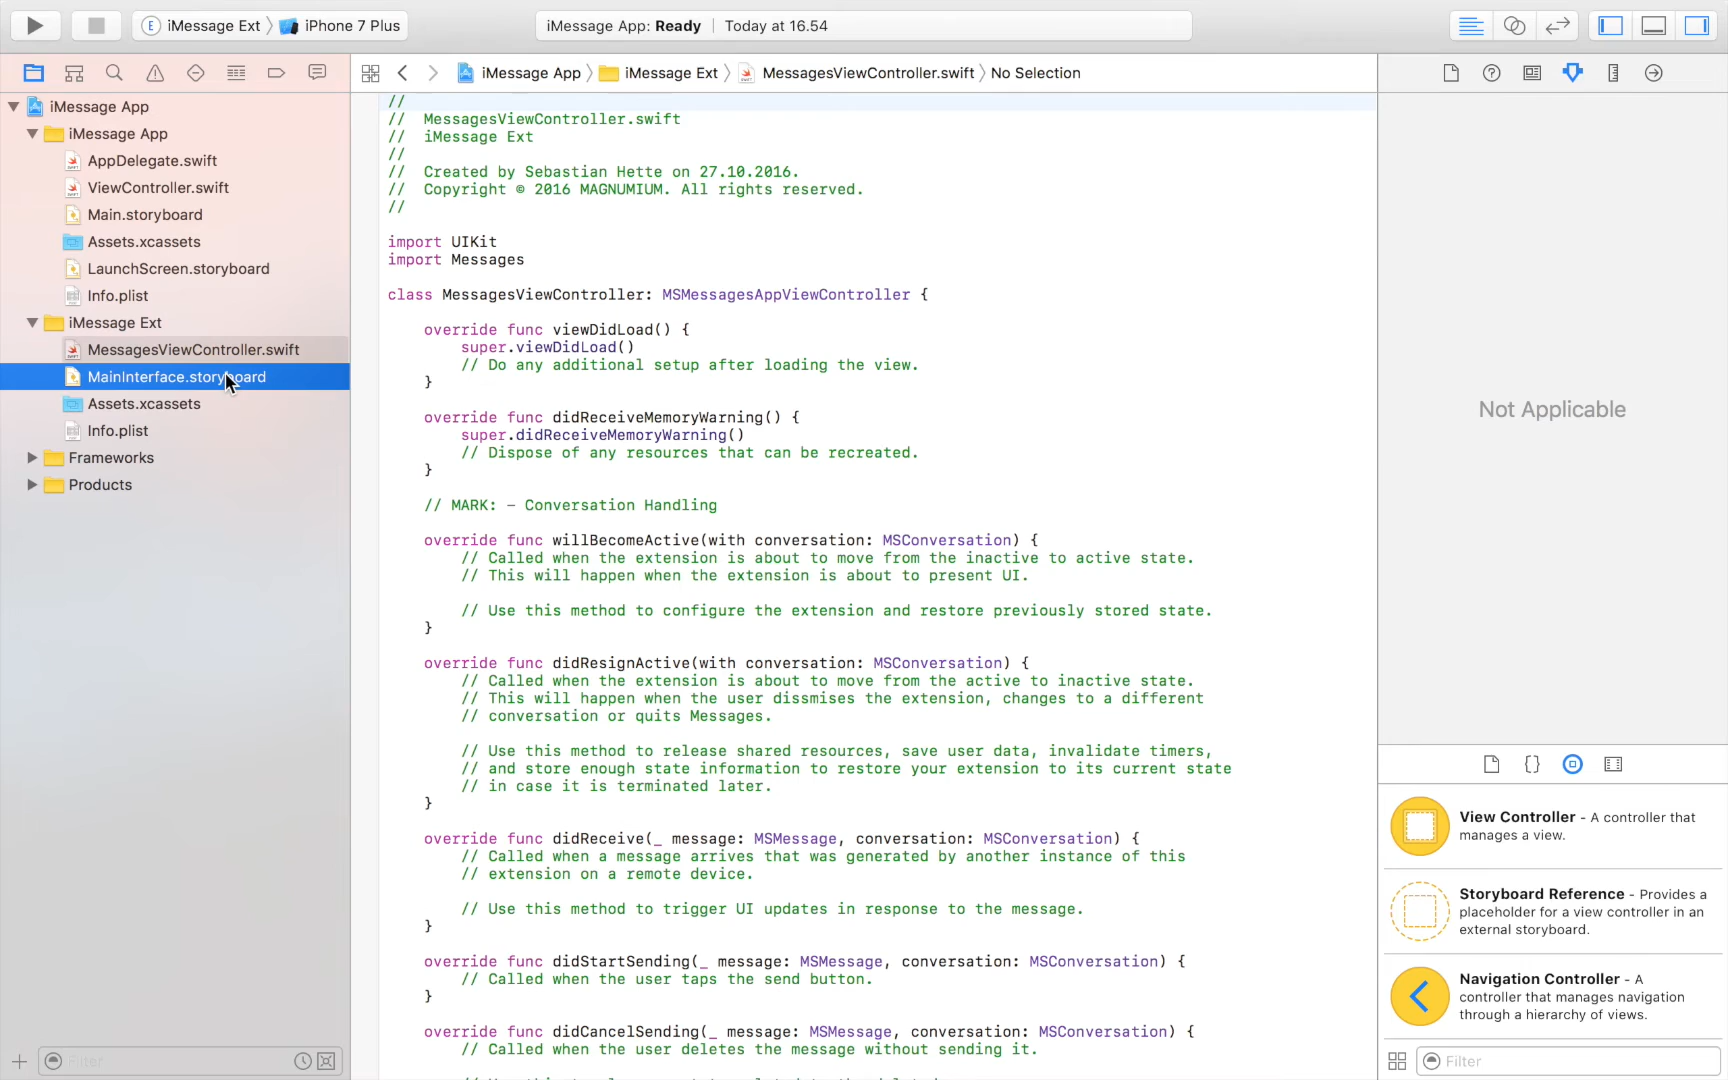 iMessage Ext iPhone 7 Plus
iMessage App: Ready Today at 16.54
iMessage App iMessage Ext MessagesViewController.swift No Selection
iMessage App
iMessage App
AppDelegate.swift
ViewController.swift
Main.storyboard
Assets.xcassets
LaunchScreen.storyboard
Info.plist
iMessage Ext
MessagesViewController.swift
MainInterface.storyboard
Assets.xcassets
Info.plist
Frameworks
Products
Filter
//
// MessagesViewController.swift
// iMessage Ext
//
// Created by Sebastian Hette on 27.10.2016.
// Copyright © 2016 MAGNUMIUM. All rights reserved.
//
import UIKit
import Messages
class MessagesViewController: MSMessagesAppViewController {
override func viewDidLoad() {
super.viewDidLoad()
// Do any additional setup after loading the view.
}
override func didReceiveMemoryWarning() {
super.didReceiveMemoryWarning()
// Dispose of any resources that can be recreated.
}
// MARK: - Conversation Handling
override func willBecomeActive(with conversation: MSConversation) {
// Called when the extension is about to move from the inactive to active state.
// This will happen when the extension is about to present UI.
// Use this method to configure the extension and restore previously stored state.
}
override func didResignActive(with conversation: MSConversation) {
// Called when the extension is about to move from the active to inactive state.
// This will happen when the user dissmises the extension, changes to a different
// conversation or quits Messages.
// Use this method to release shared resources, save user data, invalidate timers,
// and store enough state information to restore your extension to its current state
// in case it is terminated later.
}
override func didReceive(_ message: MSMessage, conversation: MSConversation) {
// Called when a message arrives that was generated by another instance of this
// extension on a remote device.
// Use this method to trigger UI updates in response to the message.
}
override func didStartSending(_ message: MSMessage, conversation: MSConversation) {
// Called when the user taps the send button.
}
override func didCancelSending(_ message: MSMessage, conversation: MSConversation) {
// Called when the user deletes the message without sending it.
Not Applicable
View Controller - A controller that
manages a view.
Storyboard Reference - Provides a
placeholder for a view controller in an
external storyboard.
Navigation Controller - A
controller that manages navigation
through a hierarchy of views.
Filter